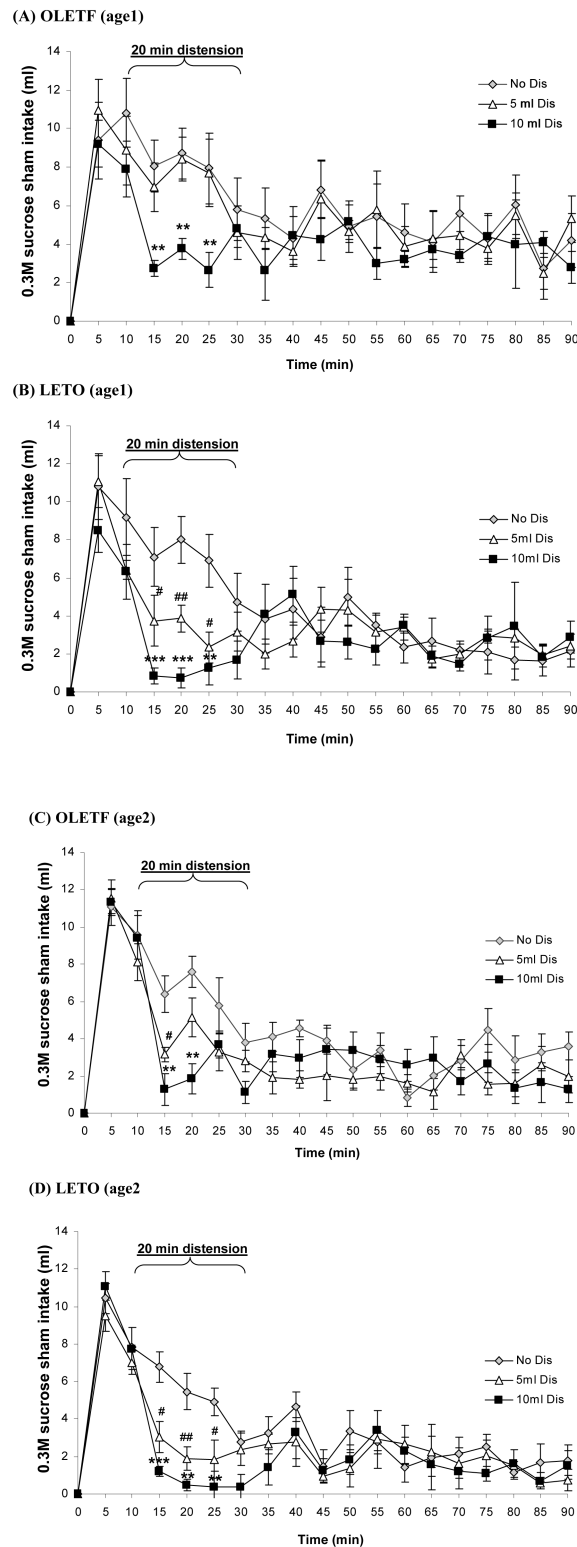 (A) OLETF (age1)
20 min distension
0.3M sucrose sham intake (ml)
14
12
10
8
6
4
2
0
No Dis
5 ml Dis
10 ml Dis
**
**
**
0 5 10 15 20 25 30 35 40 45 50 55 60 65 70 75 80 85 90
Time (min)
(B) LETO (age1)
20 min distension
0.3M sucrose sham intake (ml)
14
12
10
8
6
4
2
0
No Dis
5ml Dis
10ml Dis
#
##
#
***
***
**
0 5 10 15 20 25 30 35 40 45 50 55 60 65 70 75 80 85 90
Time (min)
(C) OLETF (age2)
20 min distension
0.3M sucrose sham intake (ml)
14
12
10
8
6
4
2
0
No Dis
5ml Dis
10ml Dis
#
**
**
0 5 10 15 20 25 30 35 40 45 50 55 60 65 70 75 80 85 90
Time (min)
(D) LETO (age2
20 min distension
0.3M sucrose sham intake (ml)
14
12
10
8
6
4
2
0
No Dis
5ml Dis
10ml Dis
#
##
#
***
**
**
0 5 10 15 20 25 30 35 40 45 50 55 60 65 70 75 80 85 90
Time (min)